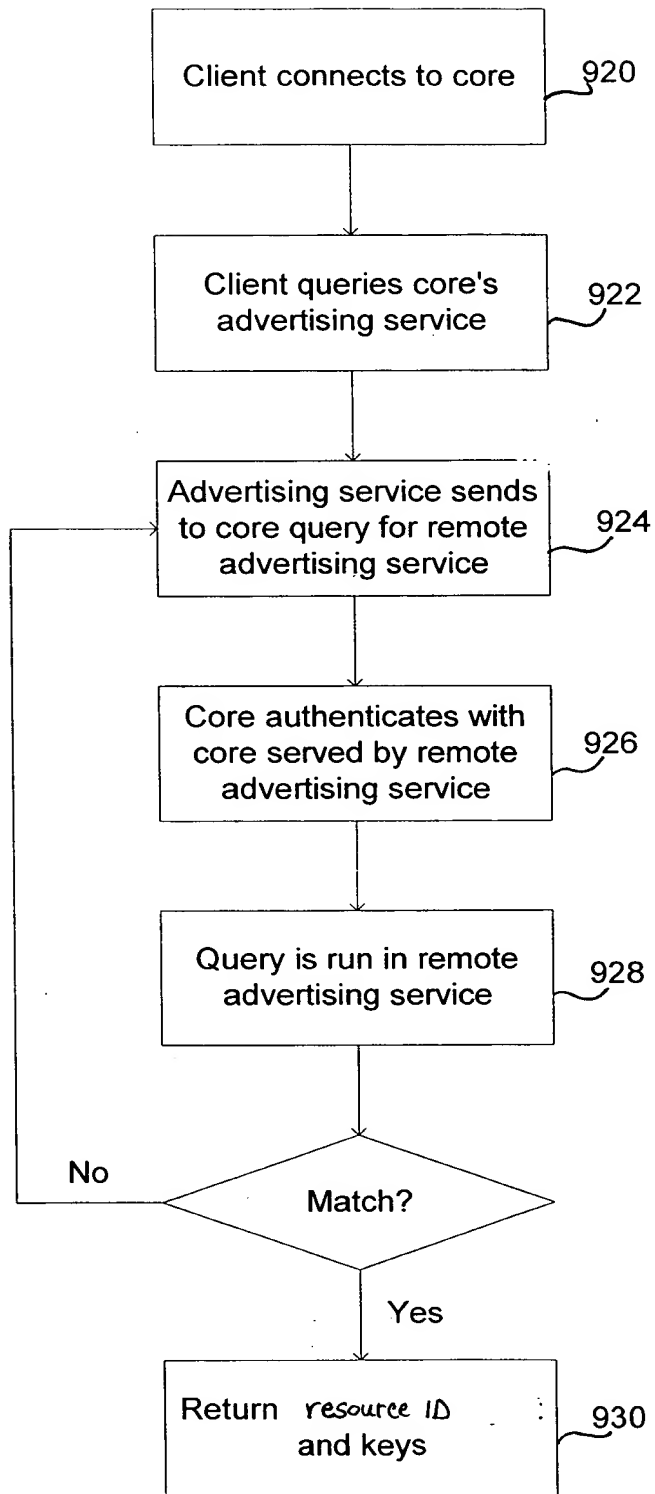 Client connects to core
920
Client queries core's
advertising service
922
Advertising service sends
to core query for remote
advertising service
924
Core authenticates with
core served by remote
advertising service
926
Query is run in remote
advertising service
928
Match?
No
Yes
Return resource ID
and keys
930